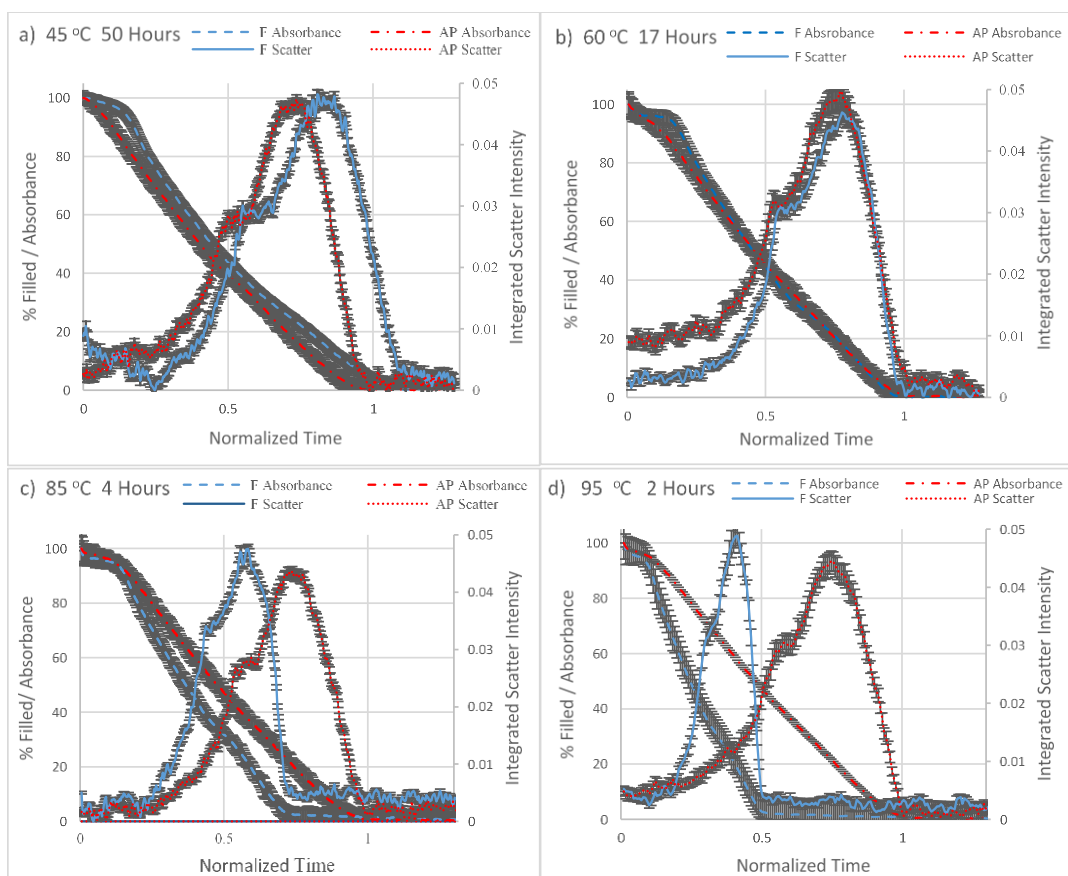 a) 45 °C 50 Hours
F Absorbance
AP Absorbance
F Scatter
AP Scatter
% Filled / Absorbance
100
80
60
40
20
0
0.05
0.04
0.03
0.02
0.01
0
Integrated Scatter Intensity
0 0.5 1
Normalized Time
b) 60 °C 17 Hours
F Absrobance
AP Absorbance
F Scatter
AP Scatter
% Filled / Absorbance
100
80
60
40
20
0
0.05
0.04
0.03
0.02
0.01
0
Integrated Scatter Intensity
0 0.5 1
Normalized Time
c) 85 °C 4 Hours
F Absorbance
AP Absorbance
F Scatter
AP Scatter
% Filled / Absorbance
100
80
60
40
20
0
0.05
0.04
0.03
0.02
0.01
0
Integrated Scatter Intensity
0 0.5 1
Normalized Time
d) 95 °C 2 Hours
F Absorbance
AP Absorbance
F Scatter
AP Scatter
% Filled / Absorbance
100
80
60
40
20
0
0.05
0.04
0.03
0.02
0.01
0
Integrated Scatter Intensity
0 0.5 1
Normalized Time